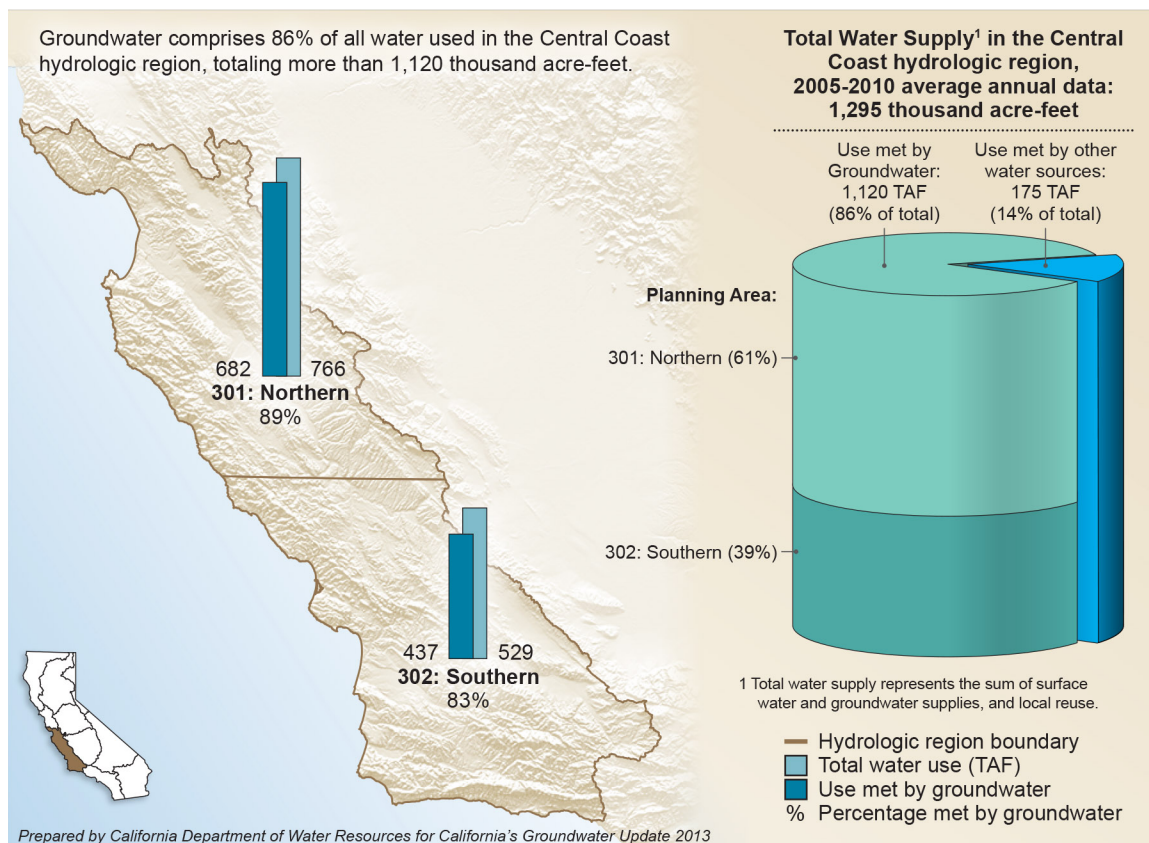 Groundwater comprises 86% of all water used in the Central Coast
hydrologic region, totaling more than 1,120 thousand acre-feet.
682
766
301: Northern
89%
437
529
302: Southern
83%
Prepared by California Department of Water Resources for California's Groundwater Update 2013
Total Water Supply¹ in the Central
Coast hydrologic region,
2005-2010 average annual data:
1,295 thousand acre-feet
Use met by
Groundwater:
1,120 TAF
(86% of total)
Use met by other
water sources:
175 TAF
(14% of total)
Planning Area:
301: Northern (61%)
302: Southern (39%)
1 Total water supply represents the sum of surface
water and groundwater supplies, and local reuse.
Hydrologic region boundary
Total water use (TAF)
Use met by groundwater
% Percentage met by groundwater